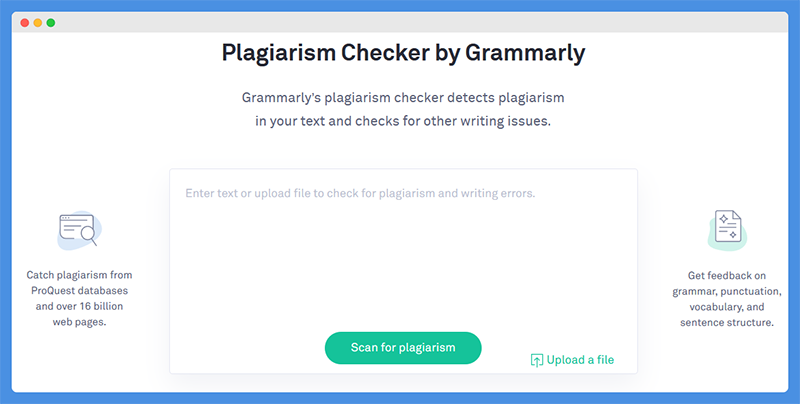 Plagiarism Checker by Grammarly
Grammarly's plagiarism checker detects plagiarism
in your text and checks for other writing issues.
Enter text or upload file to check for plagiarism and writing errors.
Catch plagiarism from
ProQuest databases
and over 16 billion
web pages.
Get feedback on
grammar, punctuation,
vocabulary, and
sentence structure.
Scan for plagiarism
Upload a file